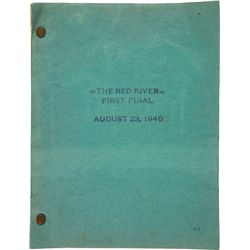 THE RED RIVER
FIRST FINAL
AUGUST 23, 1946